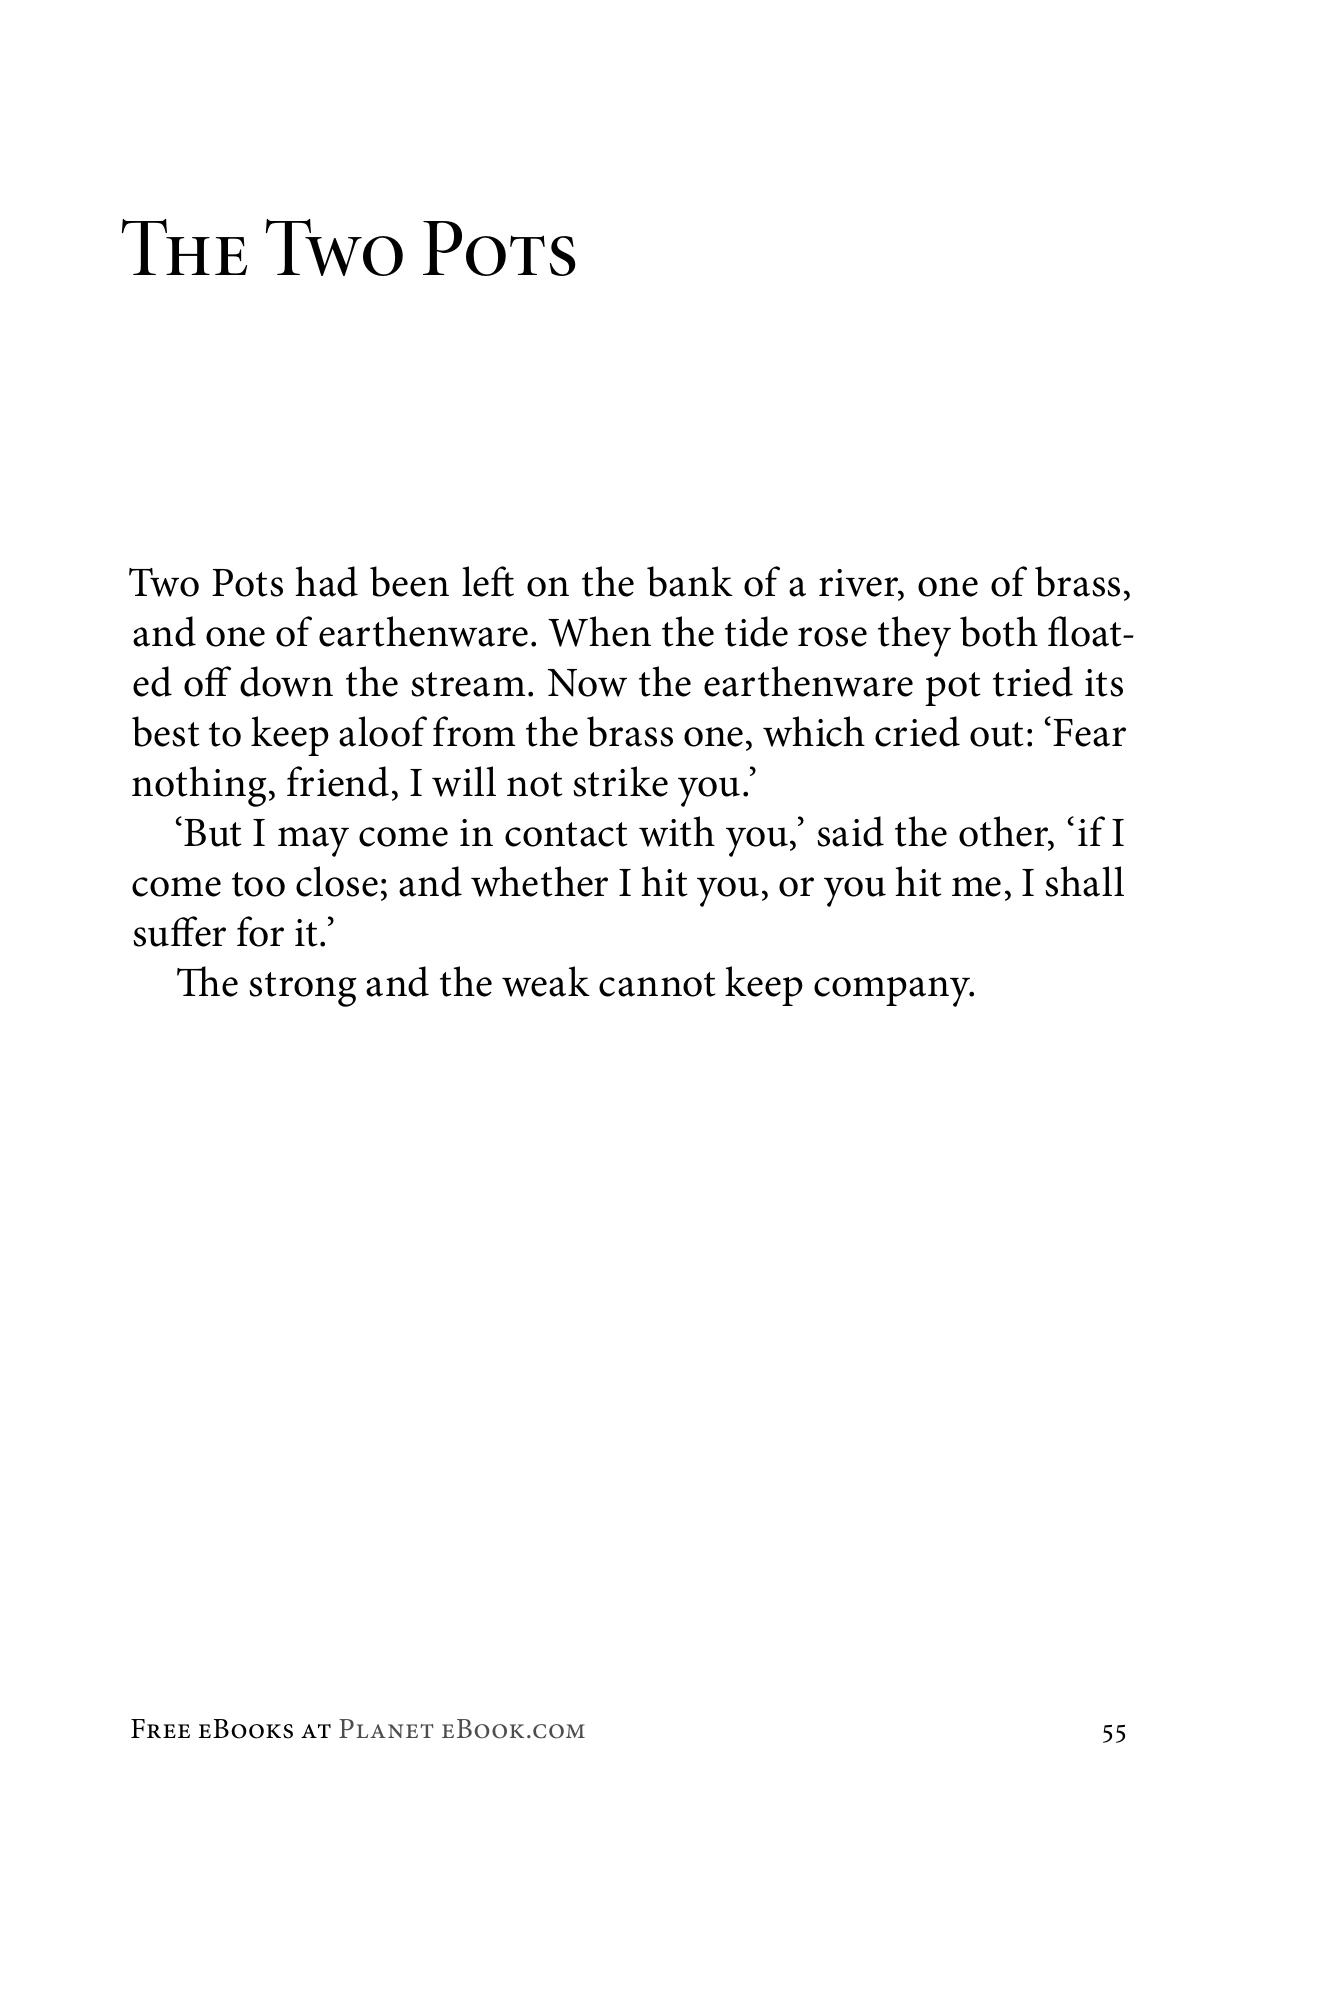 The Two Pots
Two Pots had been left on the bank of a river, one of brass,
and one of earthenware. When the tide rose they both float-
ed off down the stream. Now the earthenware pot tried its
best to keep aloof from the brass one, which cried out: ‘Fear
nothing, friend, I will not strike you.’
‘But I may come in contact with you,’ said the other, ‘if I
come too close; and whether I hit you, or you hit me, I shall
suffer for it.’
The strong and the weak cannot keep company.
Free eBooks at Planet eBook.com 55